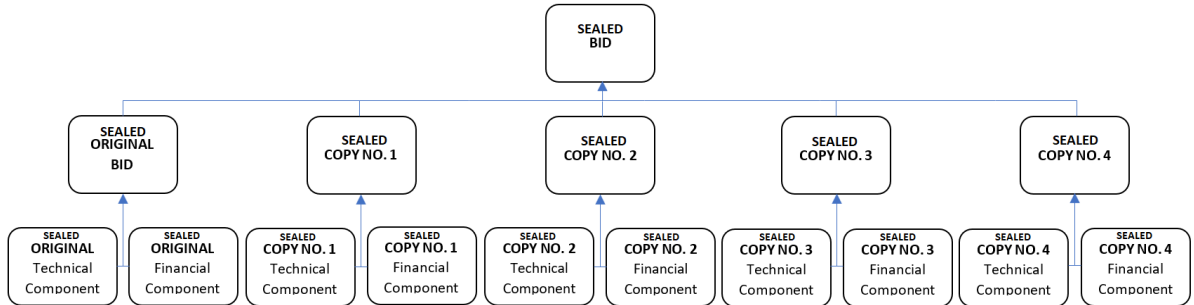 SEALED
BID
SEALED
ORIGINAL
BID
SEALED
COPY NO. 1
SEALED
COPY NO. 2
SEALED
COPY NO. 3
SEALED
COPY NO. 4
SEALED
ORIGINAL
Technical
Component
SEALED
ORIGINAL
Financial
Component
SEALED
COPY NO. 1
Technical
Component
SEALED
COPY NO. 1
Financial
Component
SEALED
COPY NO. 2
Technical
Component
SEALED
COPY NO. 2
Financial
Component
SEALED
COPY NO. 3
Technical
Component
SEALED
COPY NO. 3
Financial
Component
SEALED
COPY NO. 4
Technical
Component
SEALED
COPY NO. 4
Financial
Component